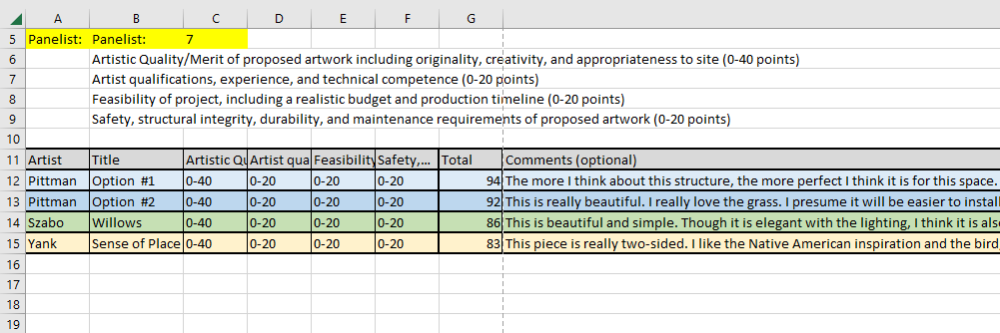 A B C D E F G
5 Panelist: Panelist: 7
6 Artistic Quality/Merit of proposed artwork including originality, creativity, and appropriateness to site (0-40 points)
7 Artist qualifications, experience, and technical competence (0-20 points)
8 Feasibility of project, including a realistic budget and production timeline (0-20 points)
9 Safety, structural integrity, durability, and maintenance requirements of proposed artwork (0-20 points)
10
11 Artist Title Artistic Qu Artist qua Feasibility Safety,... Total Comments (optional)
12 Pittman Option #1 0-40 0-20 0-20 0-20 94 The more I think about this structure, the more perfect I think it is for this space.
13 Pittman Option #2 0-40 0-20 0-20 0-20 92 This is really beautiful. I really love the grass. I presume it will be easier to instal
14 Szabo Willows 0-40 0-20 0-20 0-20 86 This is beautiful and simple. Though it is elegant with the lighting, I think it is als
15 Yank Sense of Place 0-40 0-20 0-20 0-20 83 This piece is really two-sided. I like the Native American inspiration and the bird,
16
17
18
19